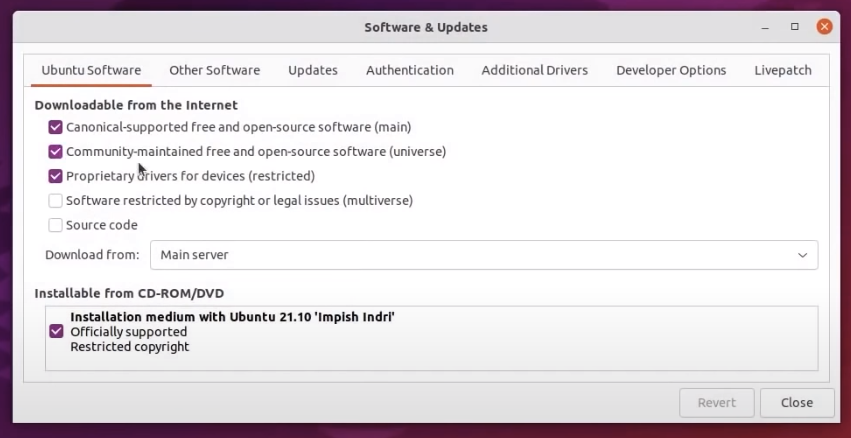 Software & Updates
Ubuntu Software Other Software Updates Authentication Additional Drivers Developer Options Livepatch
Downloadable from the Internet
Canonical-supported free and open-source software (main)
Community-maintained free and open-source software (universe)
Proprietary drivers for devices (restricted)
Software restricted by copyright or legal issues (multiverse)
Source code
Download from: Main server
Installable from CD-ROM/DVD
Installation medium with Ubuntu 21.10 'Impish Indri'
Officially supported
Restricted copyright
Revert Close